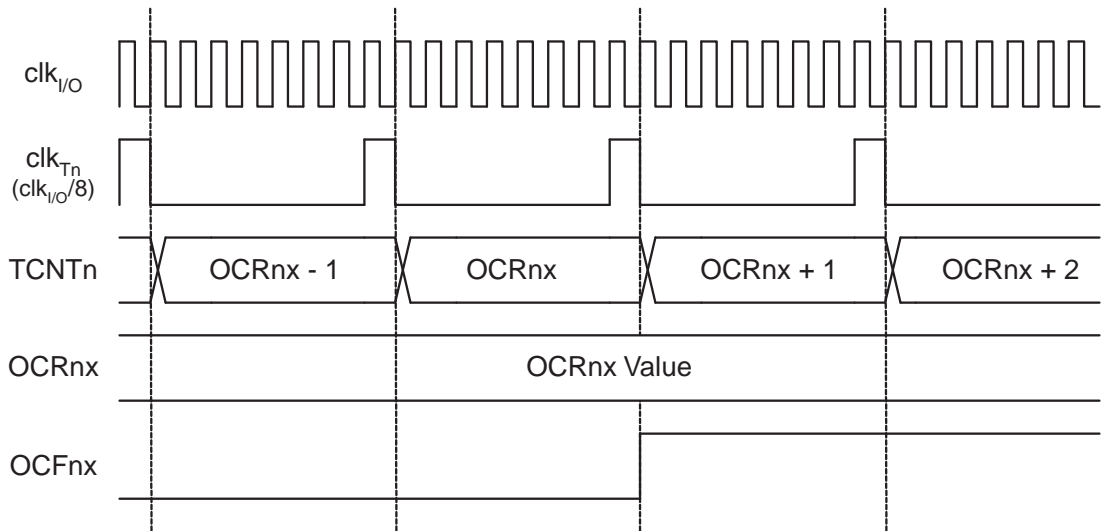 clkI/O
clkTn
(clkI/O/8)
TCNTn
OCRnx - 1
OCRnx
OCRnx + 1
OCRnx + 2
OCRnx
OCRnx Value
OCFnx